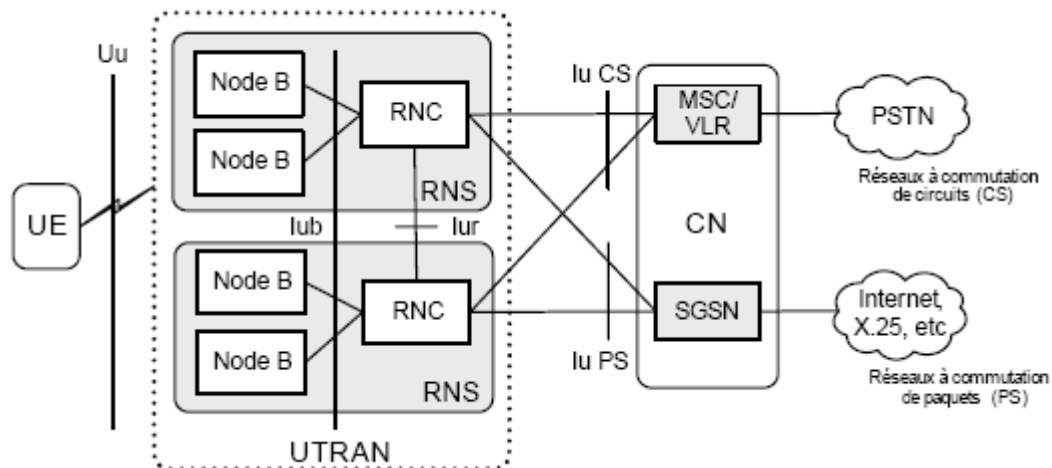 Uu
Node B
Node B
RNC
RNS
Iub
Iur
UE
Node B
Node B
RNC
RNS
UTRAN
Iu CS
MSC/
VLR
CN
SGSN
Iu PS
PSTN
Réseaux à commutation
de circuits (CS)
Internet,
X.25, etc
Réseaux à commutation
de paquets (PS)